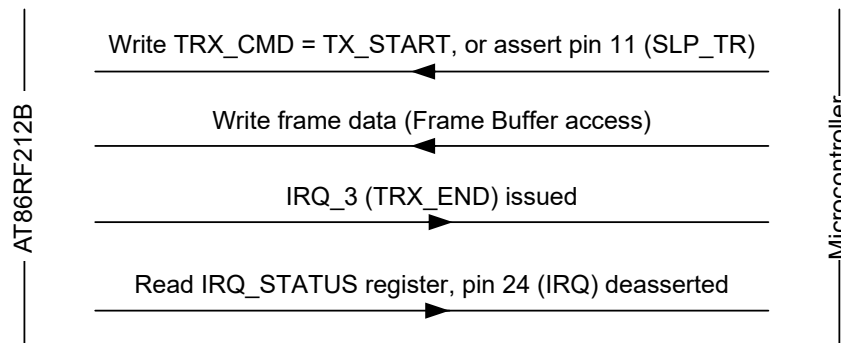 Write TRX_CMD = TX_START, or assert pin 11 (SLP_TR)
Write frame data (Frame Buffer access)
IRQ_3 (TRX_END) issued
Read IRQ_STATUS register, pin 24 (IRQ) deasserted
AT86RF212B
Microcontroller